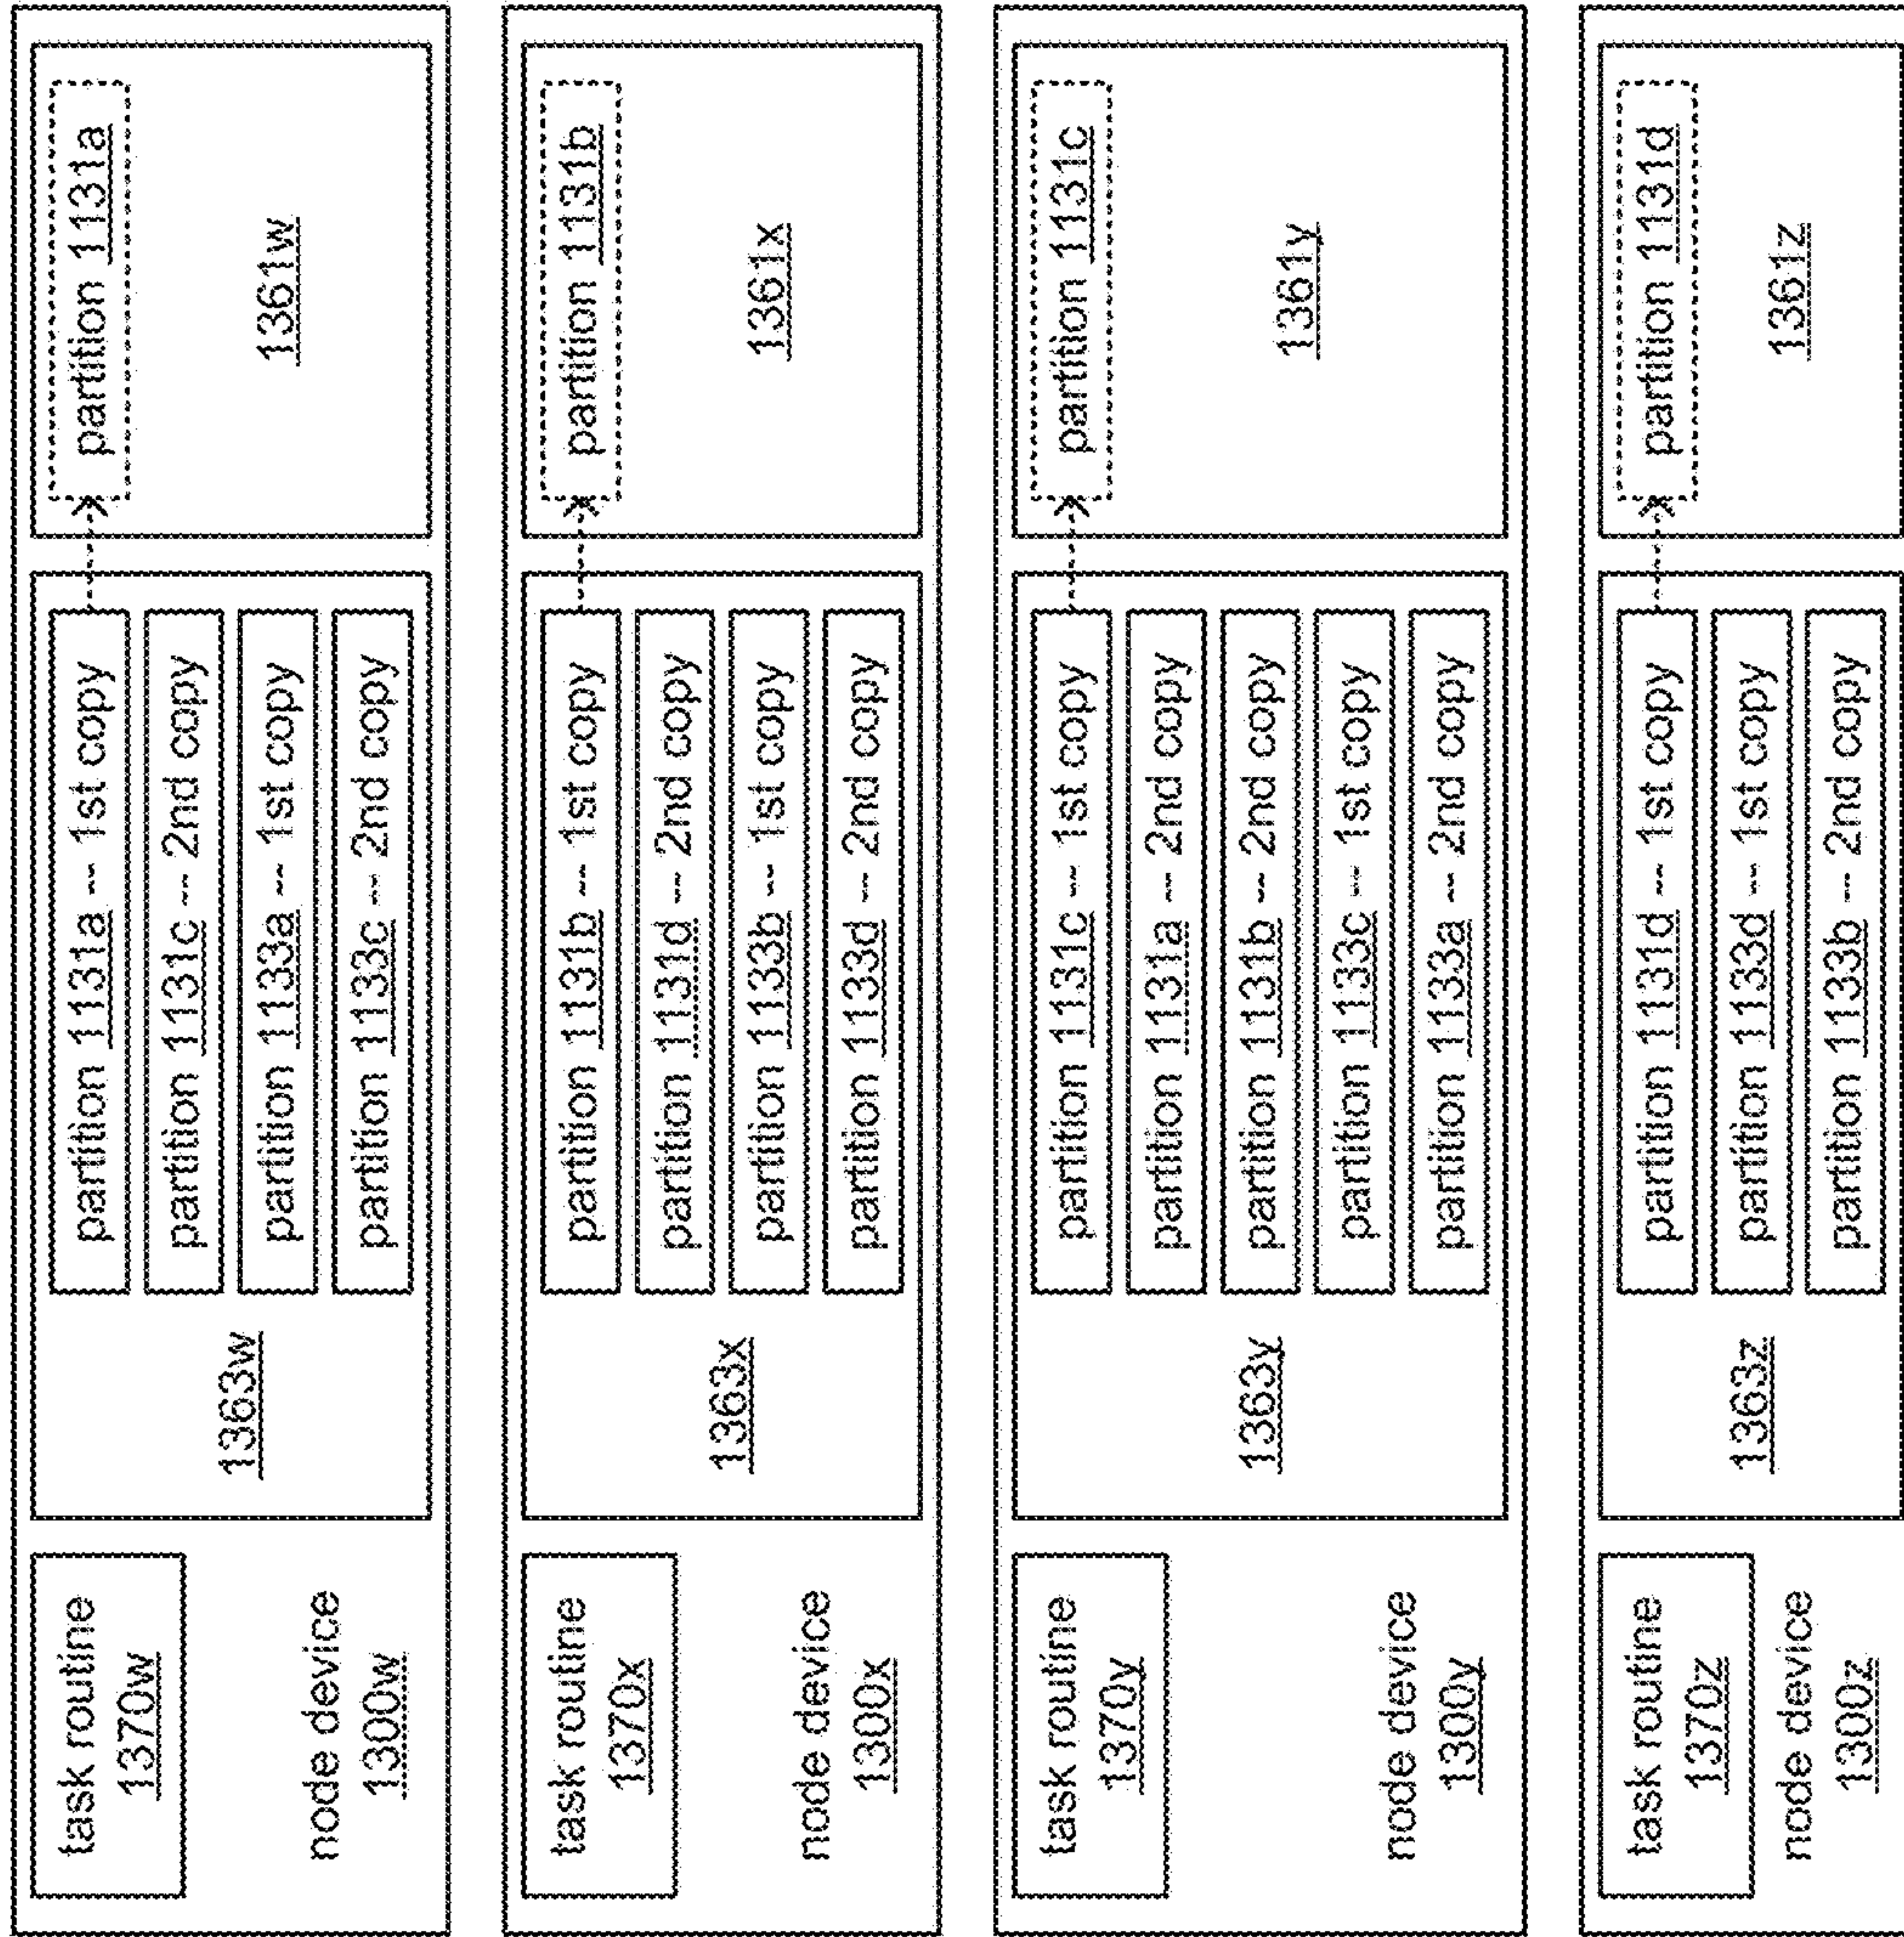 task routine
1370w
node device
1300w
1363w
partition 1131a -- 1st copy
partition 1131c -- 2nd copy
partition 1133a -- 1st copy
partition 1133c -- 2nd copy
partition 1131a
1361w
task routine
1370x
node device
1300x
1363x
partition 1131b -- 1st copy
partition 1131d -- 2nd copy
partition 1133b -- 1st copy
partition 1133d -- 2nd copy
partition 1131b
1361x
task routine
1370y
node device
1300y
1363y
partition 1131c -- 1st copy
partition 1131a -- 2nd copy
partition 1131b -- 2nd copy
partition 1133c -- 1st copy
partition 1133a -- 2nd copy
partition 1131c
1361y
task routine
1370z
node device
1300z
1363z
partition 1131d -- 1st copy
partition 1133d -- 1st copy
partition 1133b -- 2nd copy
partition 1131d
1361z